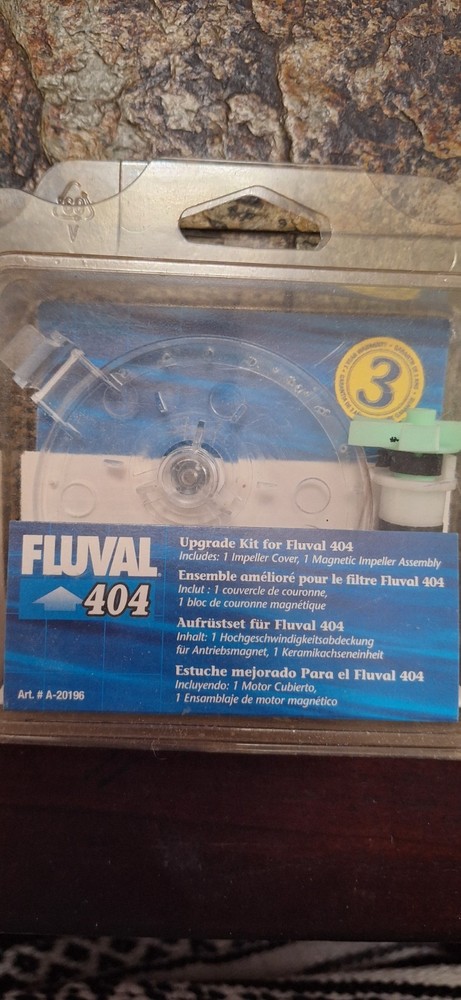 3
3 YEAR WARRANTY
FLUVAL
404
Art. # A-20196
Upgrade Kit for Fluval 404
Includes: 1 Impeller Cover, 1 Magnetic Impeller Assembly
Ensemble amélioré pour le filtre Fluval 404
Inclut : 1 couvercle de couronne,
1 bloc de couronne magnétique
Aufrüstset für Fluval 404
Inhalt: 1 Hochgeschwindigkeitsabdeckung
für Antriebsmagnet, 1 Keramikachseneinheit
Estuche mejorado Para el Fluval 404
Incluyendo: 1 Motor Cubierto,
1 Ensamblaje de motor magnético